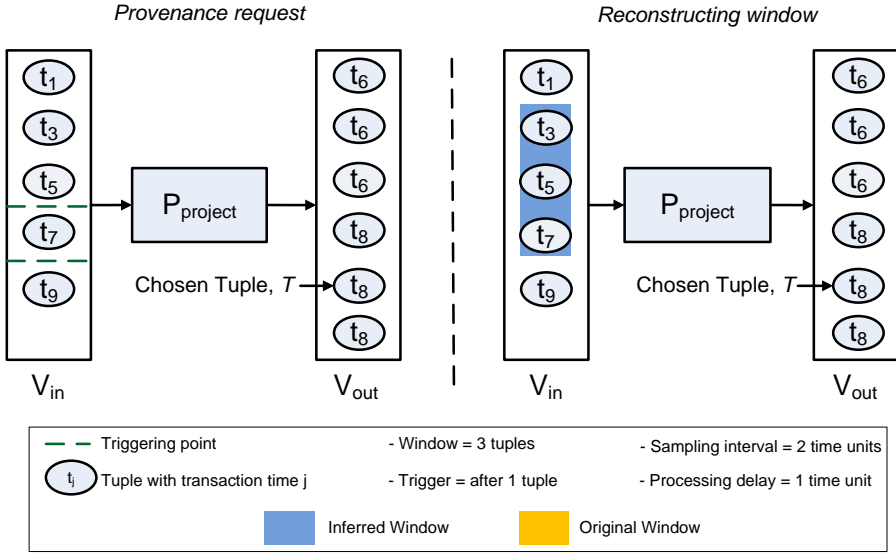 Provenance request
t1
t3
t5
t7
t9
Vin
Pproject
Chosen Tuple, T
t6
t6
t6
t8
t8
t8
Vout
Reconstructing window
t1
t3
t5
t7
t9
Vin
Pproject
Chosen Tuple, T
t6
t6
t6
t8
t8
t8
Vout
Triggering point
- Window = 3 tuples
- Sampling interval = 2 time units
tj
Tuple with transaction time j
- Trigger = after 1 tuple
- Processing delay = 1 time unit
Inferred Window
Original Window